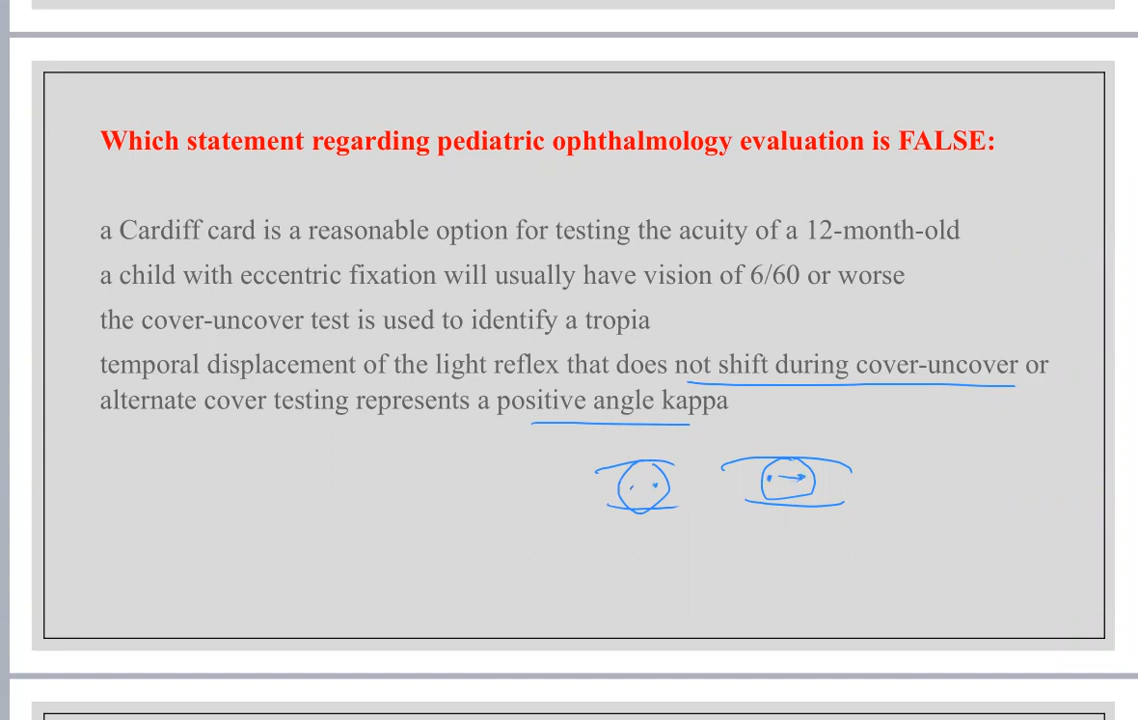 Which statement regarding pediatric ophthalmology evaluation is FALSE:
a Cardiff card is a reasonable option for testing the acuity of a 12-month-old
a child with eccentric fixation will usually have vision of 6/60 or worse
the cover-uncover test is used to identify a tropia
temporal displacement of the light reflex that does not shift during cover-uncover or
alternate cover testing represents a positive angle kappa